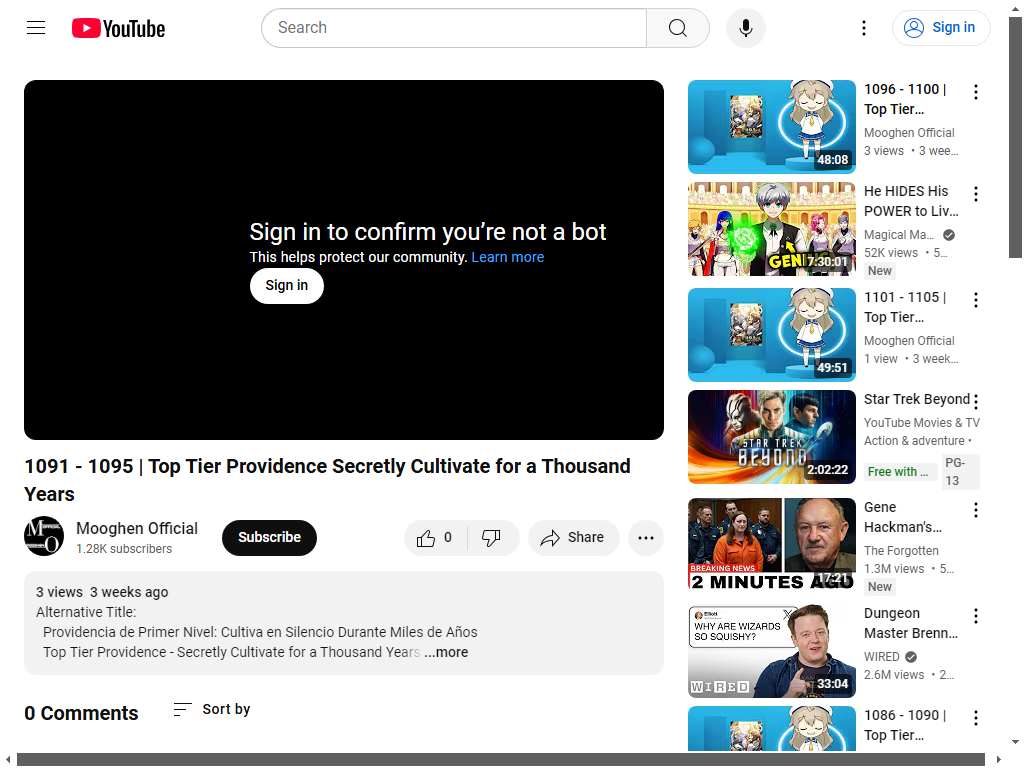 YouTube
Search
Sign in
Sign in to confirm you’re not a bot
This helps protect our community. Learn more
Sign in
1091 - 1095 | Top Tier Providence Secretly Cultivate for a Thousand
Years
Mooghen Official
1.28K subscribers
Subscribe
0
Share
3 views 3 weeks ago
Alternative Title:
Providencia de Primer Nivel: Cultiva en Silencio Durante Miles de Años
Top Tier Providence - Secretly Cultivate for a Thousand Years ...more
0 Comments
Sort by
48:08
1096 - 1100 |
Top Tier…
Mooghen Official
3 views • 3 wee…
GENI
7:30:01
He HIDES His
POWER to Liv…
Magical Ma…
52K views • 5…
New
49:51
1101 - 1105 |
Top Tier…
Mooghen Official
1 view • 3 week…
STAR TREK
BEYOND
2:02:22
Star Trek Beyond
YouTube Movies & TV
Action & adventure •
Free with …
PG-
13
BREAKING NEWS
2 MINUTES AGO
17:21
Gene
Hackman's…
The Forgotten
1.3M views • 5…
New
Elliott
WHY ARE WIZARDS
SO SQUISHY?
WIRED
33:04
Dungeon
Master Brenn…
WIRED
2.6M views • 2…
1086 - 1090 |
Top Tier…